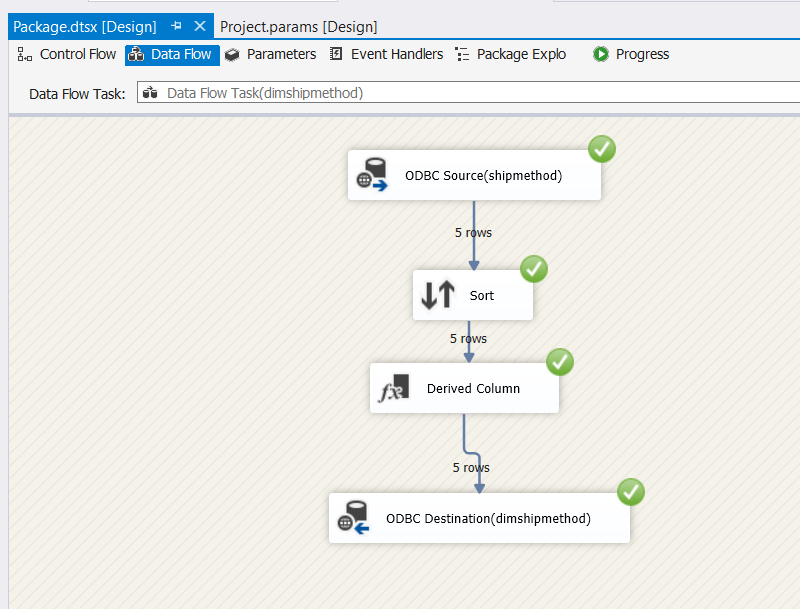 Package.dtsx [Design]
Project.params [Design]
Control Flow
Data Flow
Parameters
Event Handlers
Package Explo
Progress
Data Flow Task:
Data Flow Task(dimshipmethod)
ODBC Source(shipmethod)
5 rows
Sort
5 rows
fx
Derived Column
5 rows
ODBC Destination(dimshipmethod)